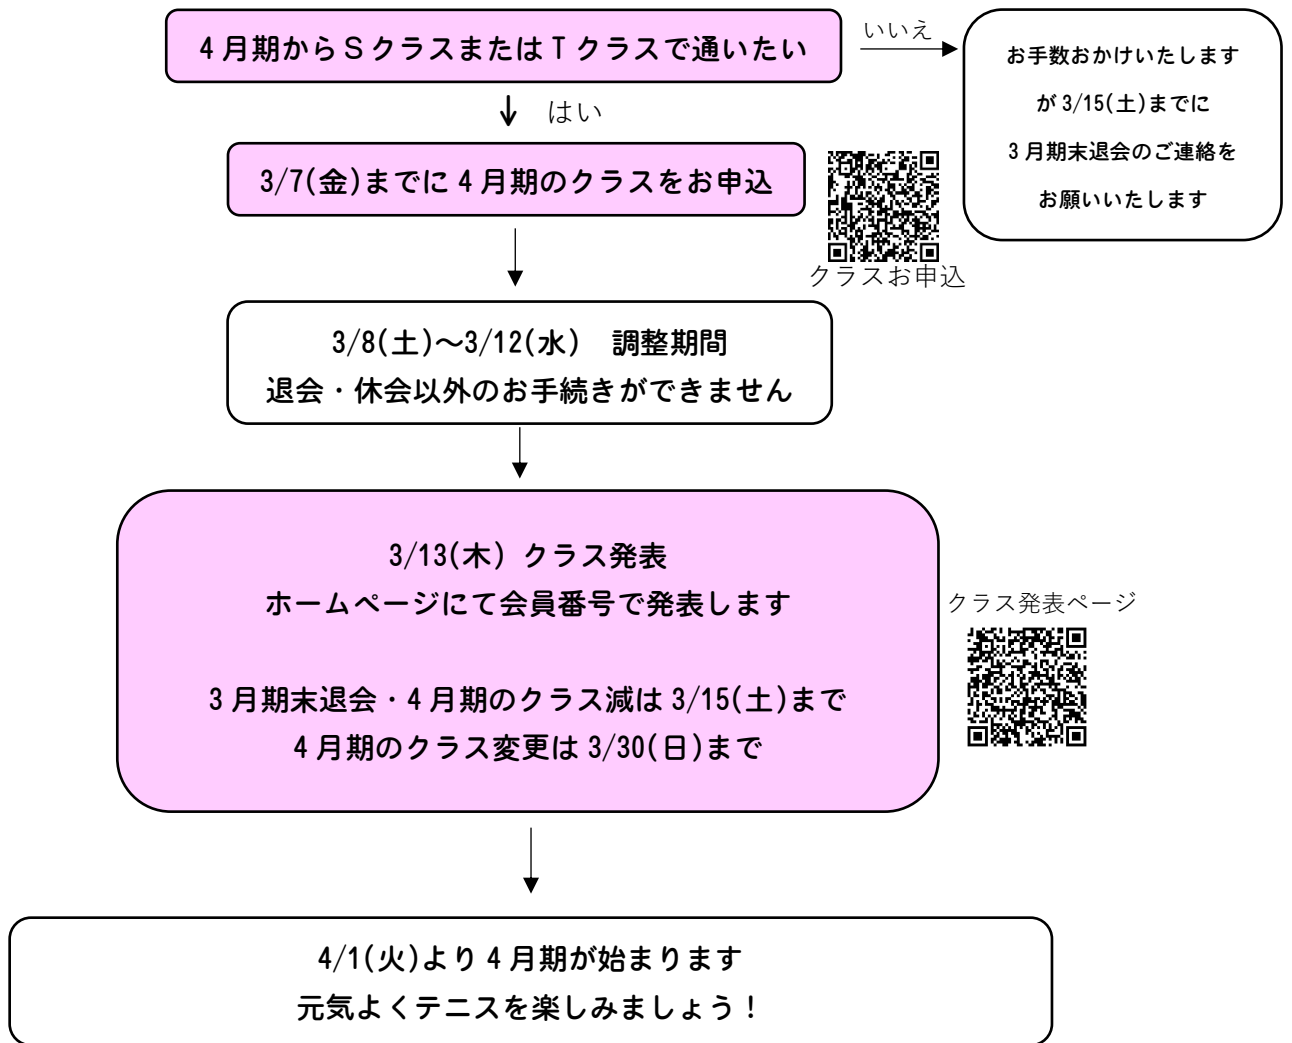 4月期からSクラスまたはTクラスで通いたい
いいえ
お手数おかけいたします
が3/15(土)までに
3月期末退会のご連絡を
お願いいたします
はい
3/7(金)までに4月期のクラスをお申込
クラスお申込
3/8(土)～3/12(水)　調整期間
退会・休会以外のお手続きができません
3/13(木) クラス発表
ホームページにて会員番号で発表します
クラス発表ページ
3月期末退会・4月期のクラス減は3/15(土)まで
4月期のクラス変更は3/30(日)まで
4/1(火)より4月期が始まります
元気よくテニスを楽しみましょう！